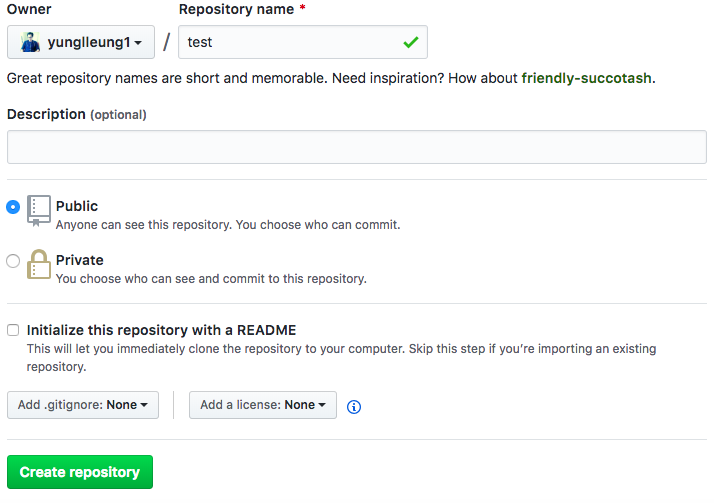 Owner Repository name *
yunglleung1 / test
Great repository names are short and memorable. Need inspiration? How about friendly-succotash.
Description (optional)
Public
Anyone can see this repository. You choose who can commit.
Private
You choose who can see and commit to this repository.
Initialize this repository with a README
This will let you immediately clone the repository to your computer. Skip this step if you’re importing an existing
repository.
Add .gitignore: None Add a license: None
Create repository